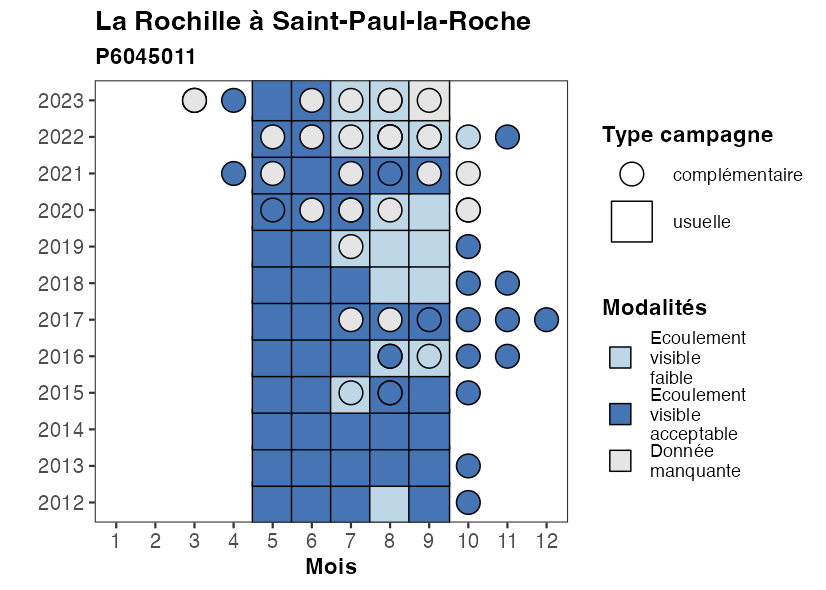 La Rochille à Saint-Paul-la-Roche
P6045011
2023
2022
2021
2020
2019
2018
2017
2016
2015
2014
2013
2012
1 2 3 4 5 6 7 8 9 10 11 12
Mois
Type campagne
complémentaire
usuelle
Modalités
Ecoulement
visible
faible
Ecoulement
visible
acceptable
Donnée
manquante